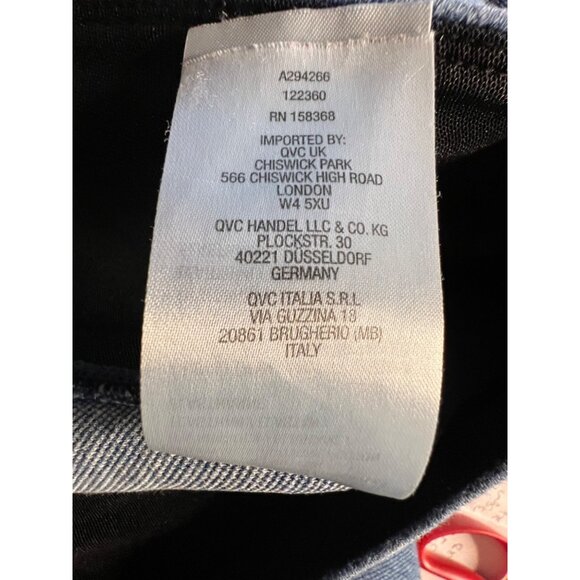 A294266
122360
RN 158368
IMPORTED BY:
QVC UK
CHISWICK PARK
566 CHISWICK HIGH ROAD
LONDON
W4 5XU
QVC HANDEL LLC & CO. KG
PLOCKSTR. 30
40221 DÜSSELDORF
GERMANY
QVC ITALIA S.R.L
VIA GUZZINA 18
20861 BRUGHERIO (MB)
ITALY